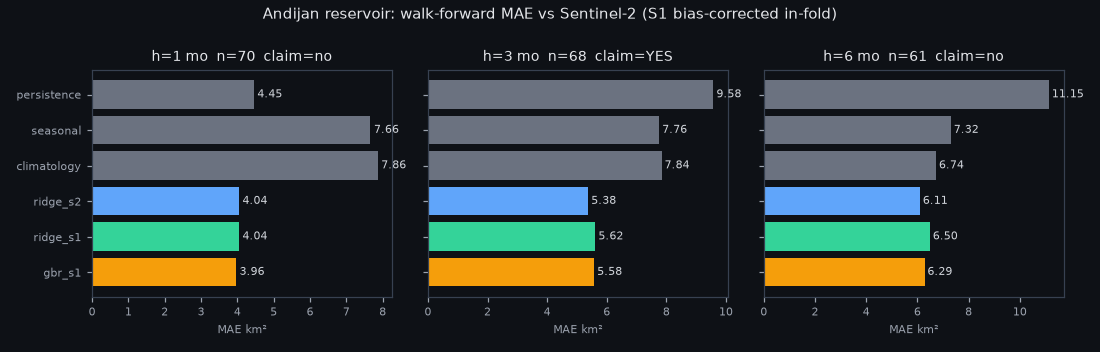 Andijan reservoir: walk-forward MAE vs Sentinel-2 (S1 bias-corrected in-fold)
h=1 mo  n=70  claim=no
persistence
4.45
seasonal
7.66
climatology
7.86
ridge_s2
4.04
ridge_s1
4.04
gbr_s1
3.96
0 1 2 3 4 5 6 7 8
MAE km²
h=3 mo  n=68  claim=YES
9.58
7.76
7.84
5.38
5.62
5.58
0 2 4 6 8 10
MAE km²
h=6 mo  n=61  claim=no
11.15
7.32
6.74
6.11
6.50
6.29
0 2 4 6 8 10
MAE km²